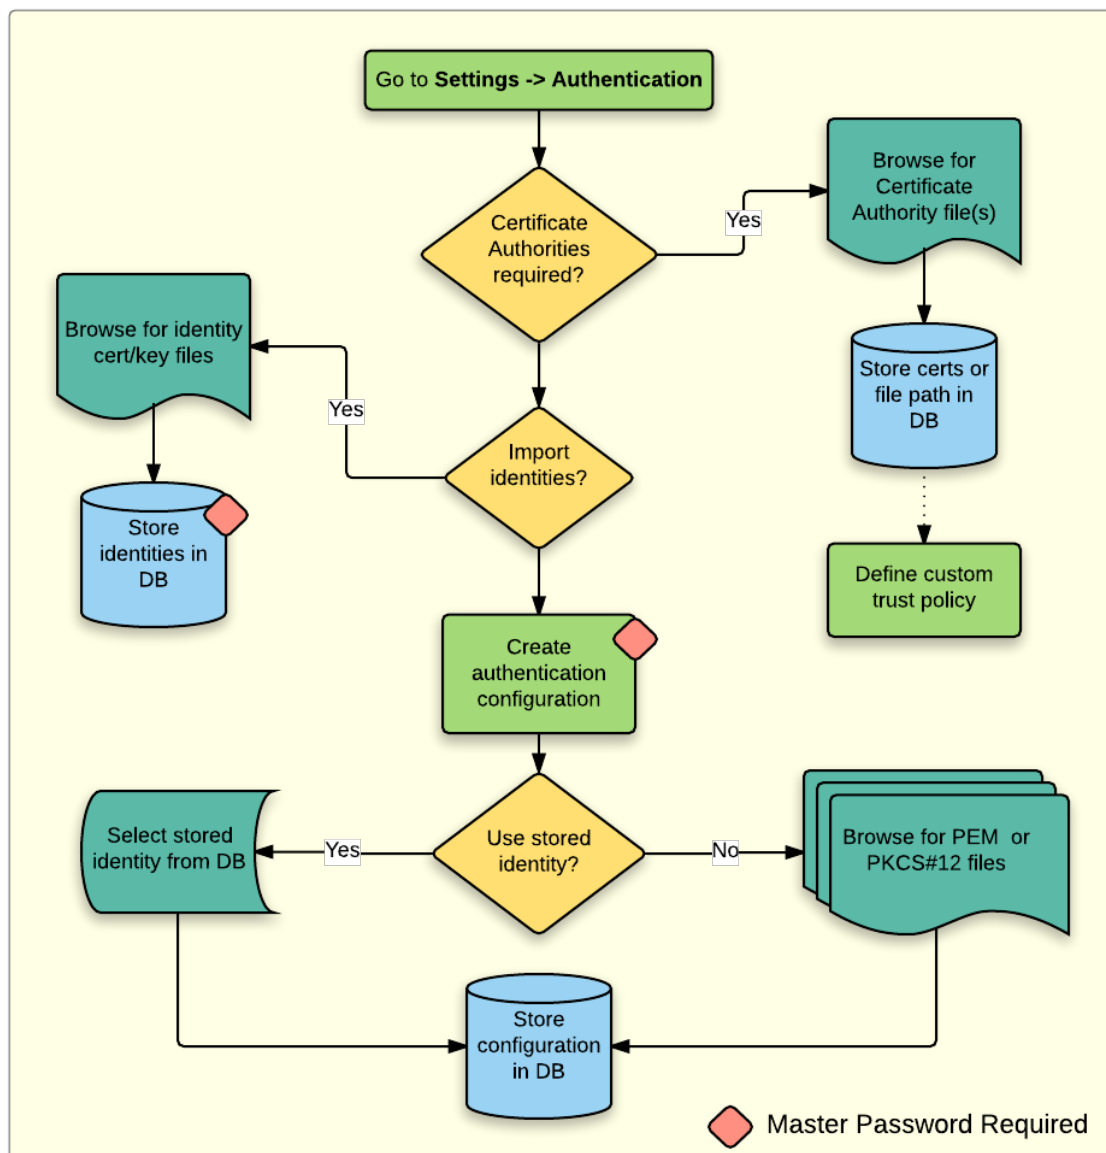 Go to Settings -> Authentication
Certificate
Authorities
required?
Yes
Browse for
Certificate
Authority file(s)
Store certs or
file path in
DB
Define custom
trust policy
Import
identities?
Yes
Browse for identity
cert/key files
Store
identities in
DB
Create
authentication
configuration
Use stored
identity?
Yes
Select stored
identity from DB
No
Browse for PEM  or
PKCS#12 files
Store
configuration
in DB
Master Password Required